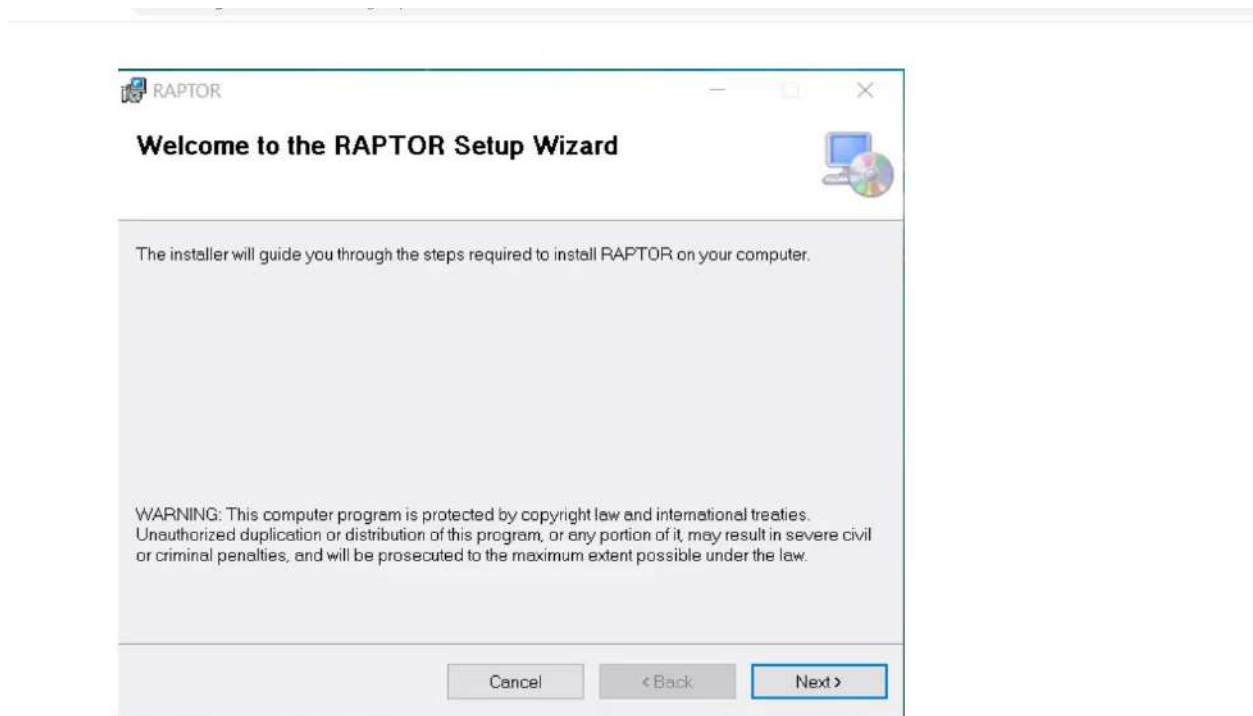 RAPTOR
Welcome to the RAPTOR Setup Wizard
The installer will guide you through the steps required to install RAPTOR on your computer.
WARNING: This computer program is protected by copyright law and international treaties.
Unauthorized duplication or distribution of this program, or any portion of it, may result in severe civil
or criminal penalties, and will be prosecuted to the maximum extent possible under the law.
Cancel
<Back
Next>